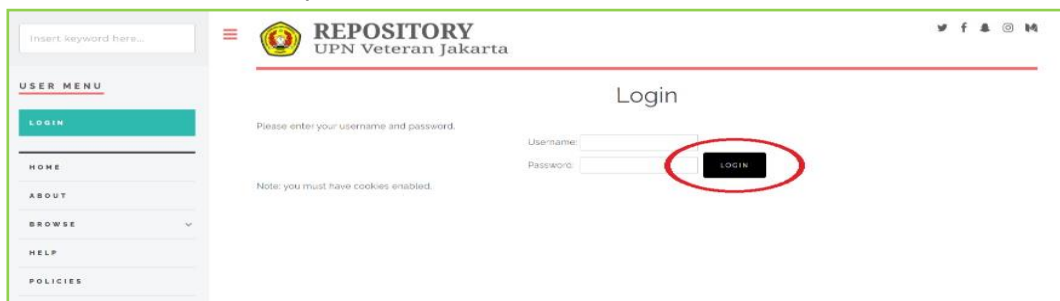 Insert keyword here...
USER MENU
LOGIN
HOME
ABOUT
BROWSE
HELP
POLICIES
REPOSITORY
UPN Veteran Jakarta
Login
Please enter your username and password.
Username:
Password:
LOGIN
Note: you must have cookies enabled.